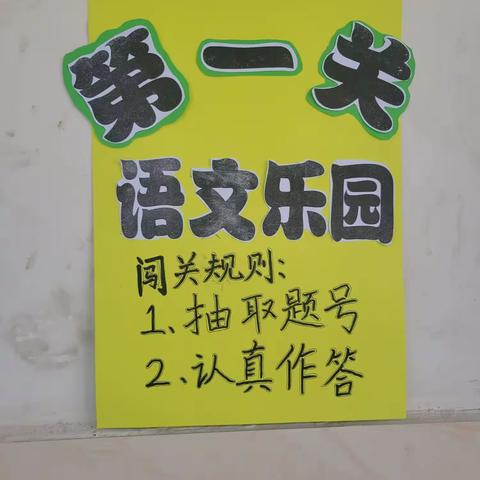 第一关
语文乐园
闯关规则:
1、抽取题号
2、认真作答